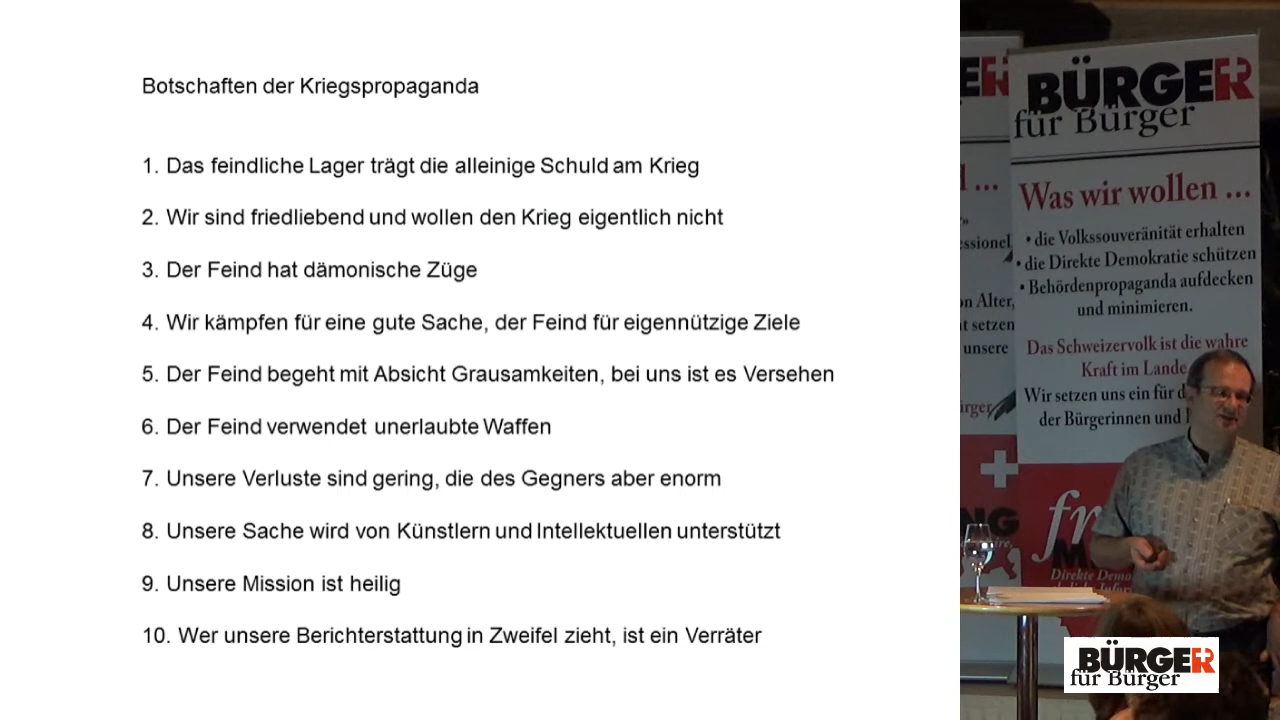 Botschaften der Kriegspropaganda
1. Das feindliche Lager trägt die alleinige Schuld am Krieg
2. Wir sind friedliebend und wollen den Krieg eigentlich nicht
3. Der Feind hat dämonische Züge
4. Wir kämpfen für eine gute Sache, der Feind für eigennützige Ziele
5. Der Feind begeht mit Absicht Grausamkeiten, bei uns ist es Versehen
6. Der Feind verwendet unerlaubte Waffen
7. Unsere Verluste sind gering, die des Gegners aber enorm
8. Unsere Sache wird von Künstlern und Intellektuellen unterstützt
9. Unsere Mission ist heilig
10. Wer unsere Berichterstattung in Zweifel zieht, ist ein Verräter
BÜRGER
für Bürger
Was wir wollen ...
• die Volkssouveränität erhalten
• die Direkte Demokratie schützen
• Behördenpropaganda aufdecken
und minimieren.
Das Schweizervolk ist die wahre
Kraft im Lande
Wir setzen uns ein für d
der Bürgerinnen und
fr
Direkte Demo
...
n Alter,
t setzen
unsere
BÜRGER
für Bürger